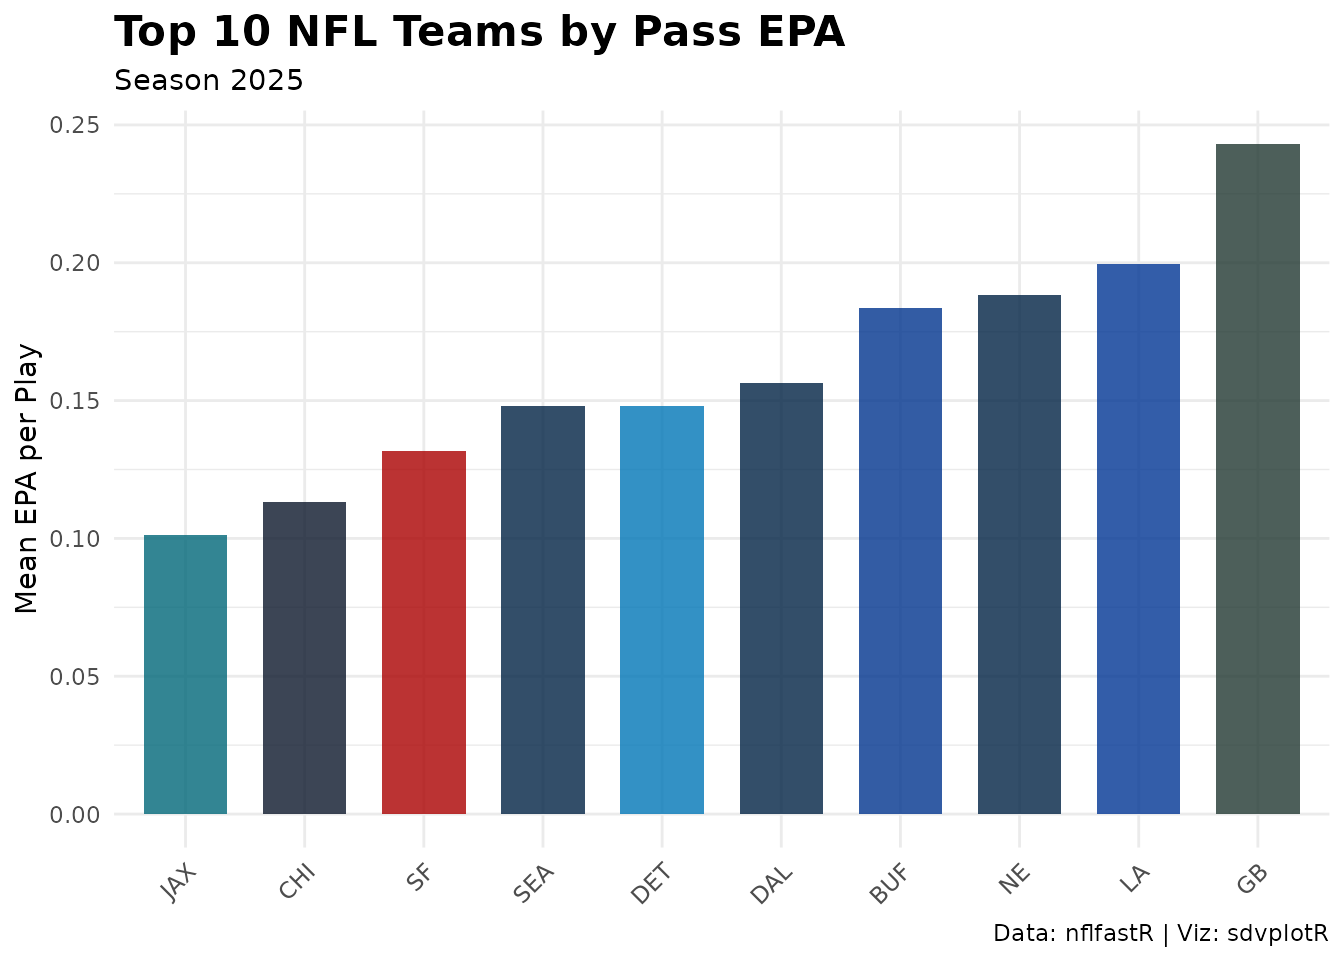 Top 10 NFL Teams by Pass EPA
Season 2025
Mean EPA per Play
0.25
0.20
0.15
0.10
0.05
0.00
JAX
CHI
SF
SEA
DET
DAL
BUF
NE
LA
GB
Data: nflfastR | Viz: sdvplotR